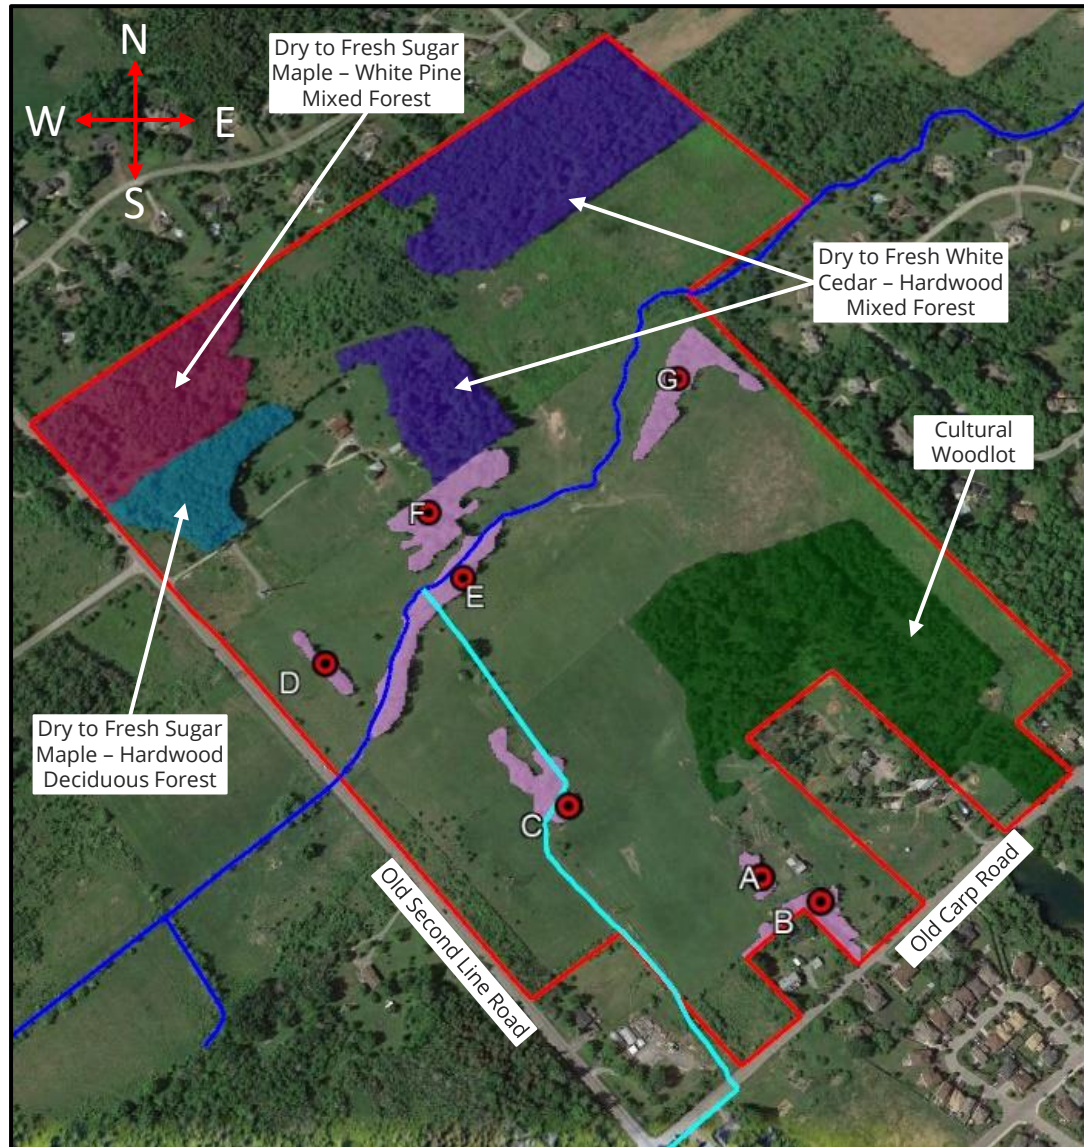 N
W
E
S
Dry to Fresh Sugar
Maple – White Pine
Mixed Forest
Dry to Fresh White
Cedar – Hardwood
Mixed Forest
G
Cultural
Woodlot
F
E
D
Dry to Fresh Sugar
Maple – Hardwood
Deciduous Forest
C
A
B
Old Second Line Road
Old Carp Road